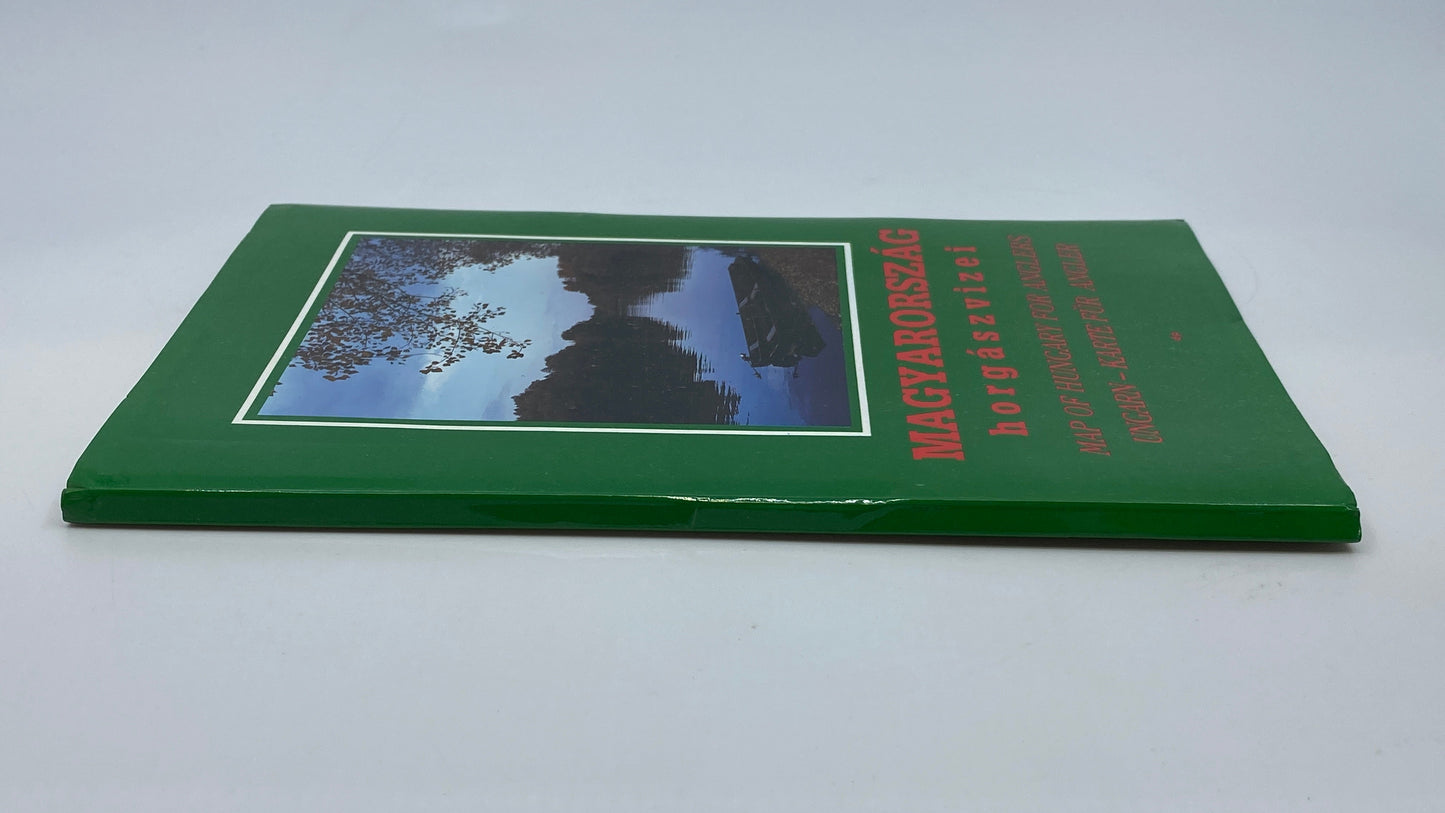 MAGYARORSZÁG
horgászvizei
MAP OF HUNGARY FOR ANGLERS
UNGARN – KARTE FÜR ANGLER